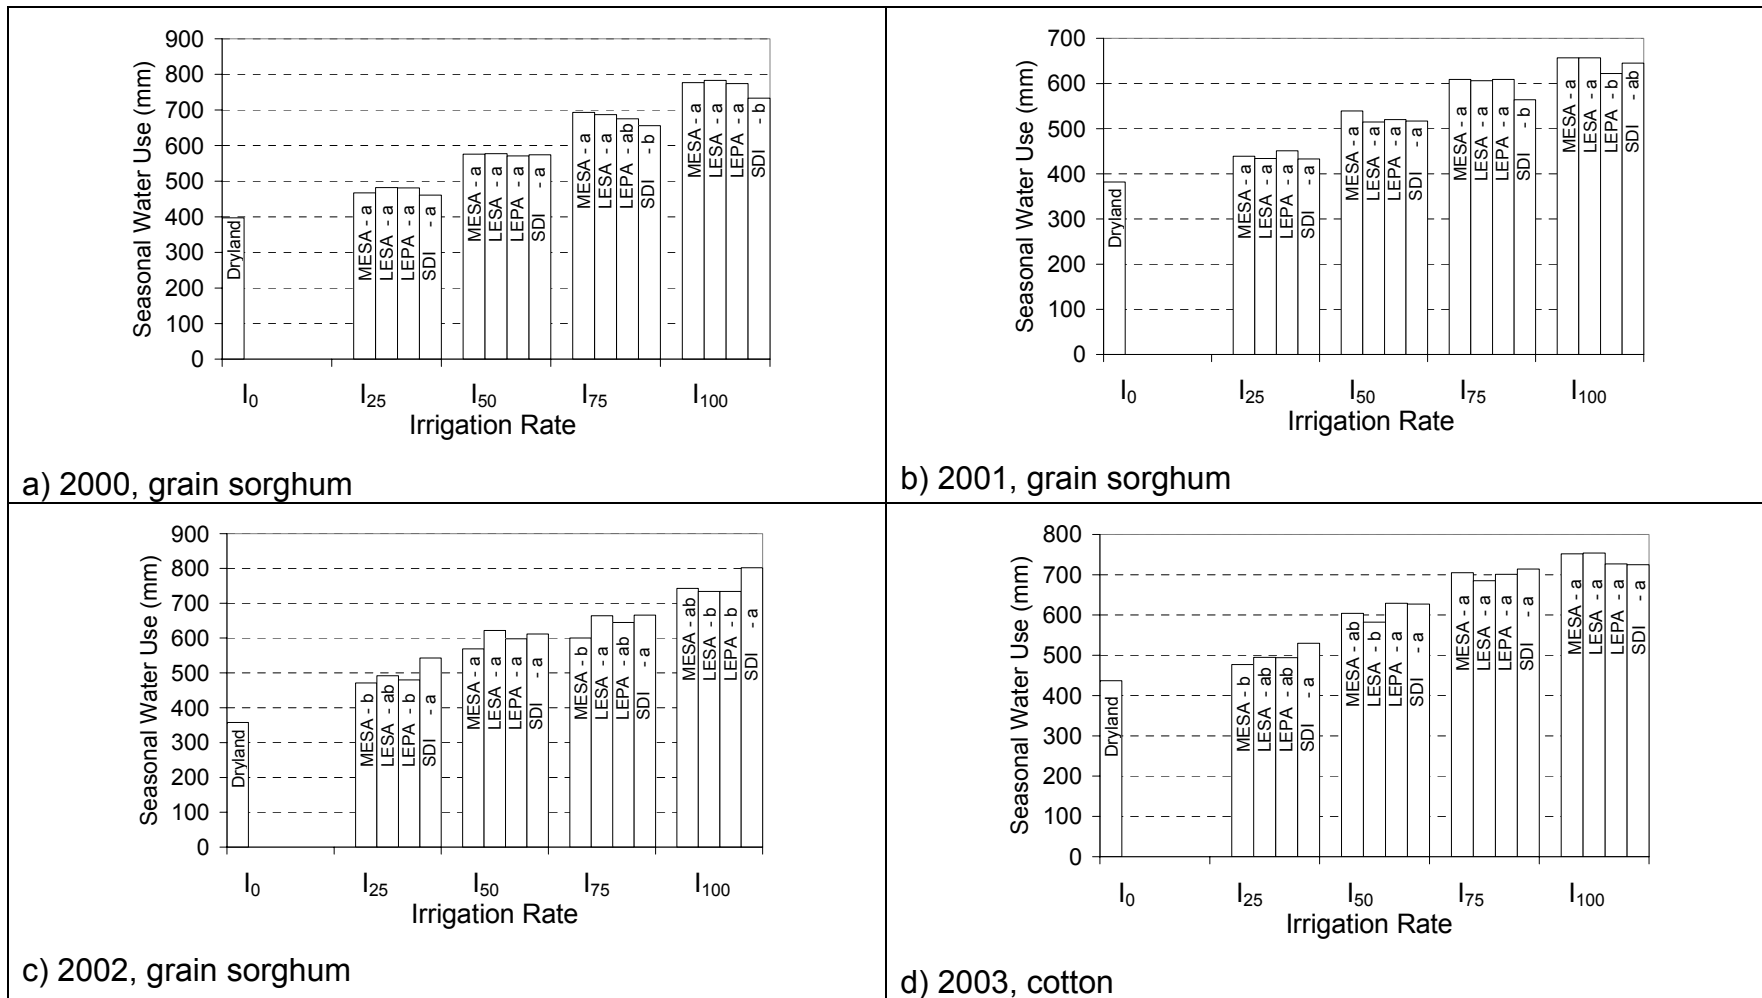 Seasonal Water Use (mm)
900
800
700
600
500
400
300
200
100
0
Dryland
MESA - a
LESA - a
LEPA - a
SDI - a
MESA - a
LESA - a
LEPA - a
SDI - a
MESA - a
LESA - a
LEPA - ab
SDI - b
MESA - a
LESA - a
LEPA - a
SDI - b
I0 I25 I50 I75 I100
Irrigation Rate
a) 2000, grain sorghum
Seasonal Water Use (mm)
700
600
500
400
300
200
100
0
Dryland
MESA - a
LESA - a
LEPA - a
SDI - a
MESA - a
LESA - a
LEPA - a
SDI - a
MESA - a
LESA - a
LEPA - a
SDI - b
MESA - a
LESA - a
LEPA - b
SDI - ab
I0 I25 I50 I75 I100
Irrigation Rate
b) 2001, grain sorghum
Seasonal Water Use (mm)
900
800
700
600
500
400
300
200
100
0
Dryland
MESA - b
LESA - ab
LEPA - b
SDI - a
MESA - a
LESA - a
LEPA - a
SDI - a
MESA - b
LESA - a
LEPA - ab
SDI - a
MESA - ab
LESA - b
LEPA - b
SDI - a
I0 I25 I50 I75 I100
Irrigation Rate
c) 2002, grain sorghum
Seasonal Water Use (mm)
800
700
600
500
400
300
200
100
0
Dryland
MESA - b
LESA - ab
LEPA - ab
SDI - a
MESA - ab
LESA - b
LEPA - a
SDI - a
MESA - a
LESA - a
LEPA - a
SDI - a
MESA - a
LESA - a
LEPA - a
SDI - a
I0 I25 I50 I75 I100
Irrigation Rate
d) 2003, cotton